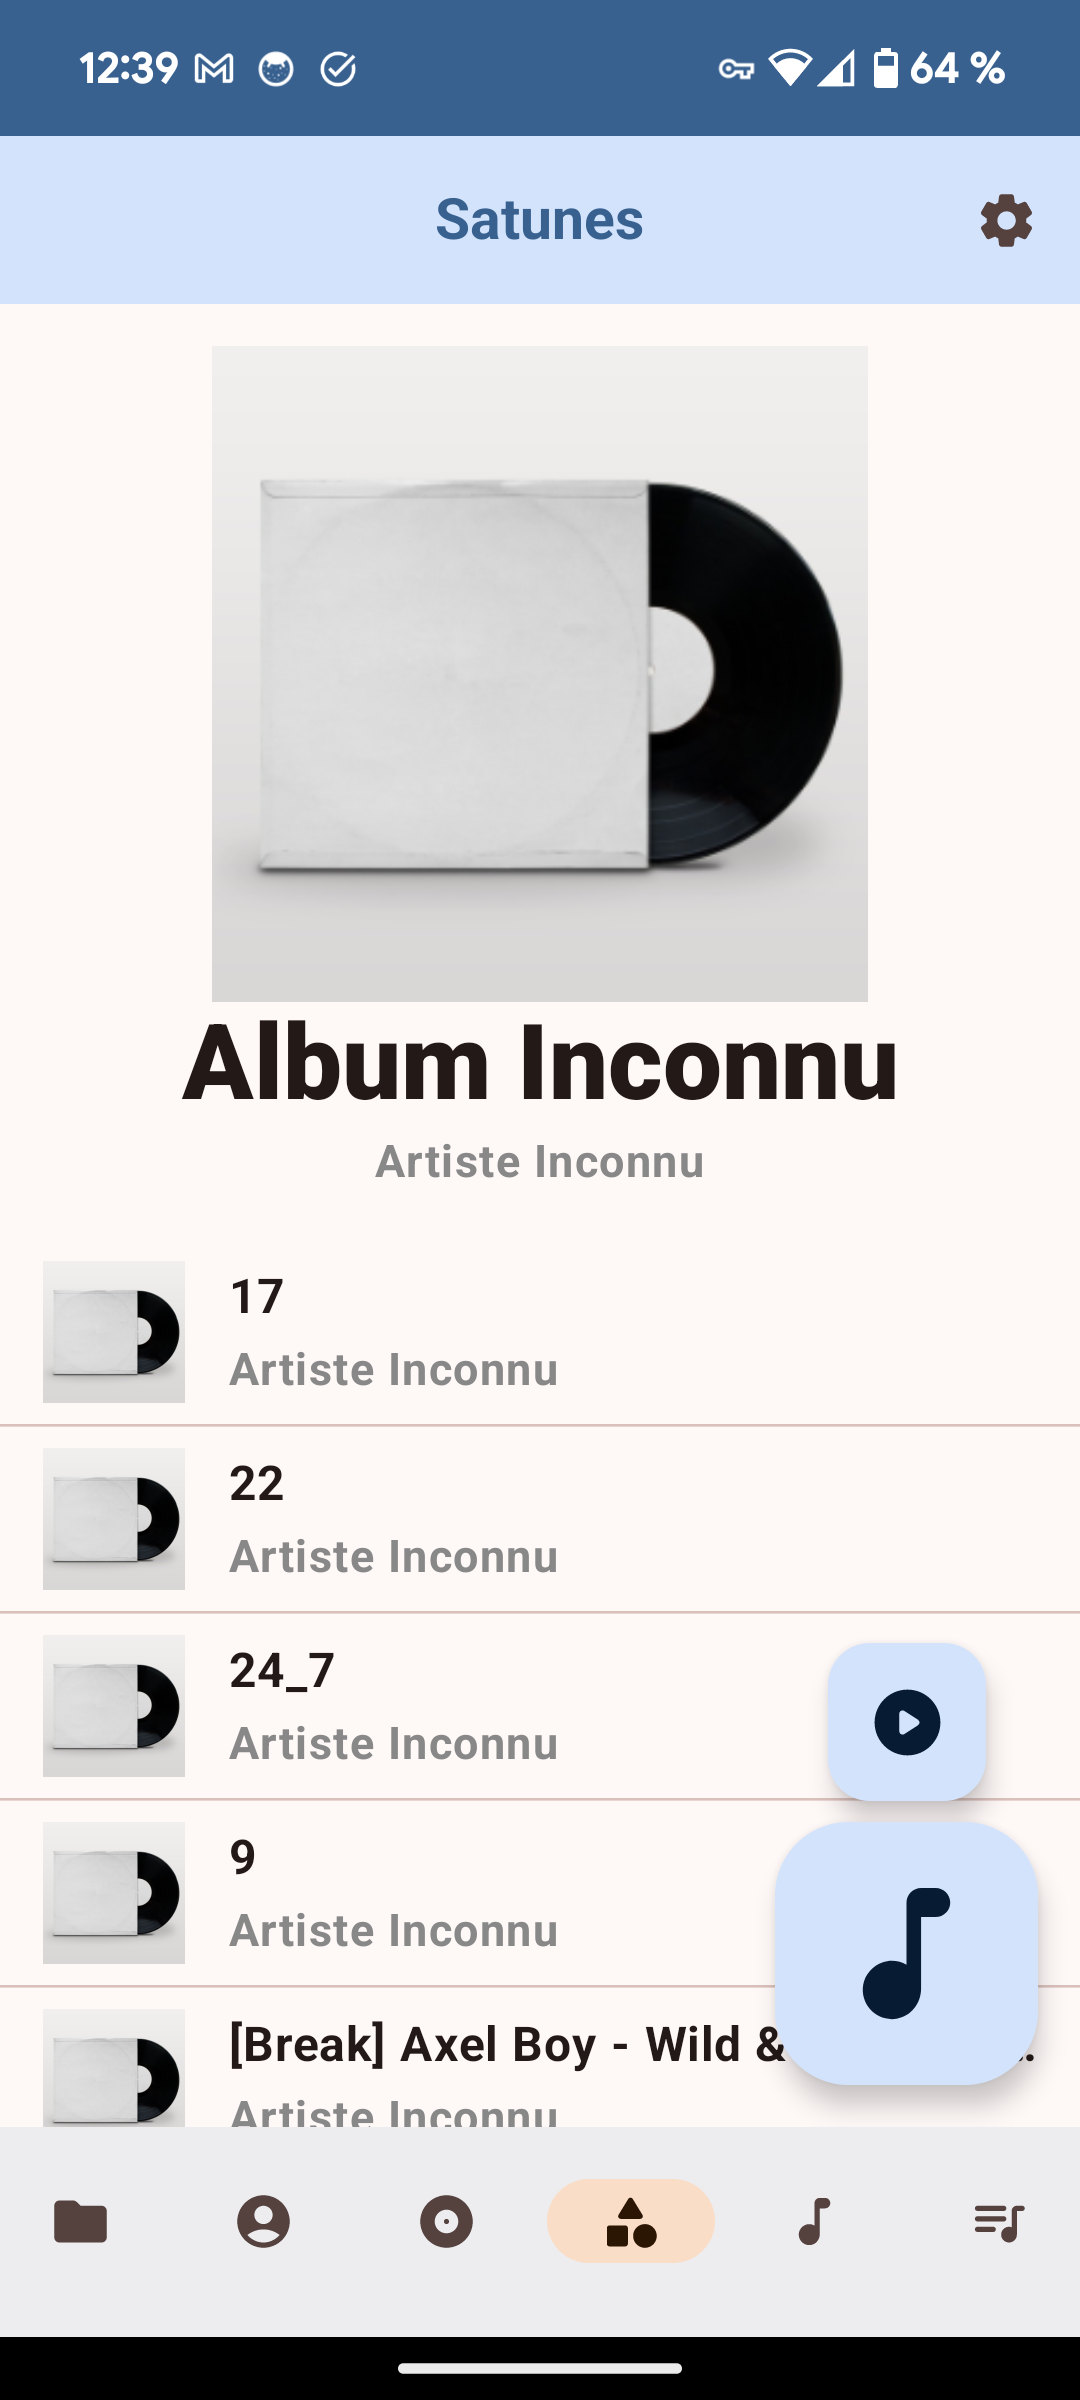 12:39
64 %
Satunes
Album Inconnu
Artiste Inconnu
17
Artiste Inconnu
22
Artiste Inconnu
24_7
Artiste Inconnu
9
Artiste Inconnu
[Break] Axel Boy - Wild &
Artiste Inconnu